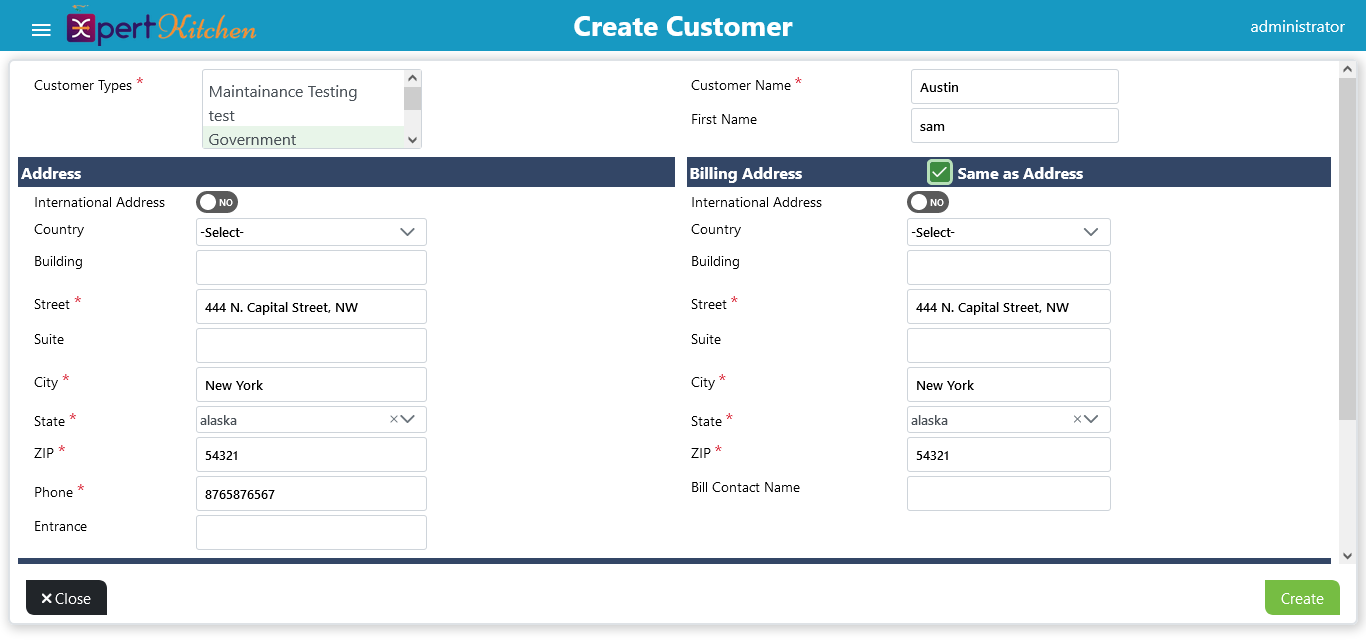 Xpert Kitchen
Create Customer
administrator
Customer Types *
Maintainance Testing
test
Government
Customer Name *
Austin
First Name
sam
Address
International Address
NO
Country
-Select-
Building
Street *
444 N. Capital Street, NW
Suite
City *
New York
State *
alaska
ZIP *
54321
Phone *
8765876567
Entrance
Billing Address
Same as Address
International Address
NO
Country
-Select-
Building
Street *
444 N. Capital Street, NW
Suite
City *
New York
State *
alaska
ZIP *
54321
Bill Contact Name
Close
Create